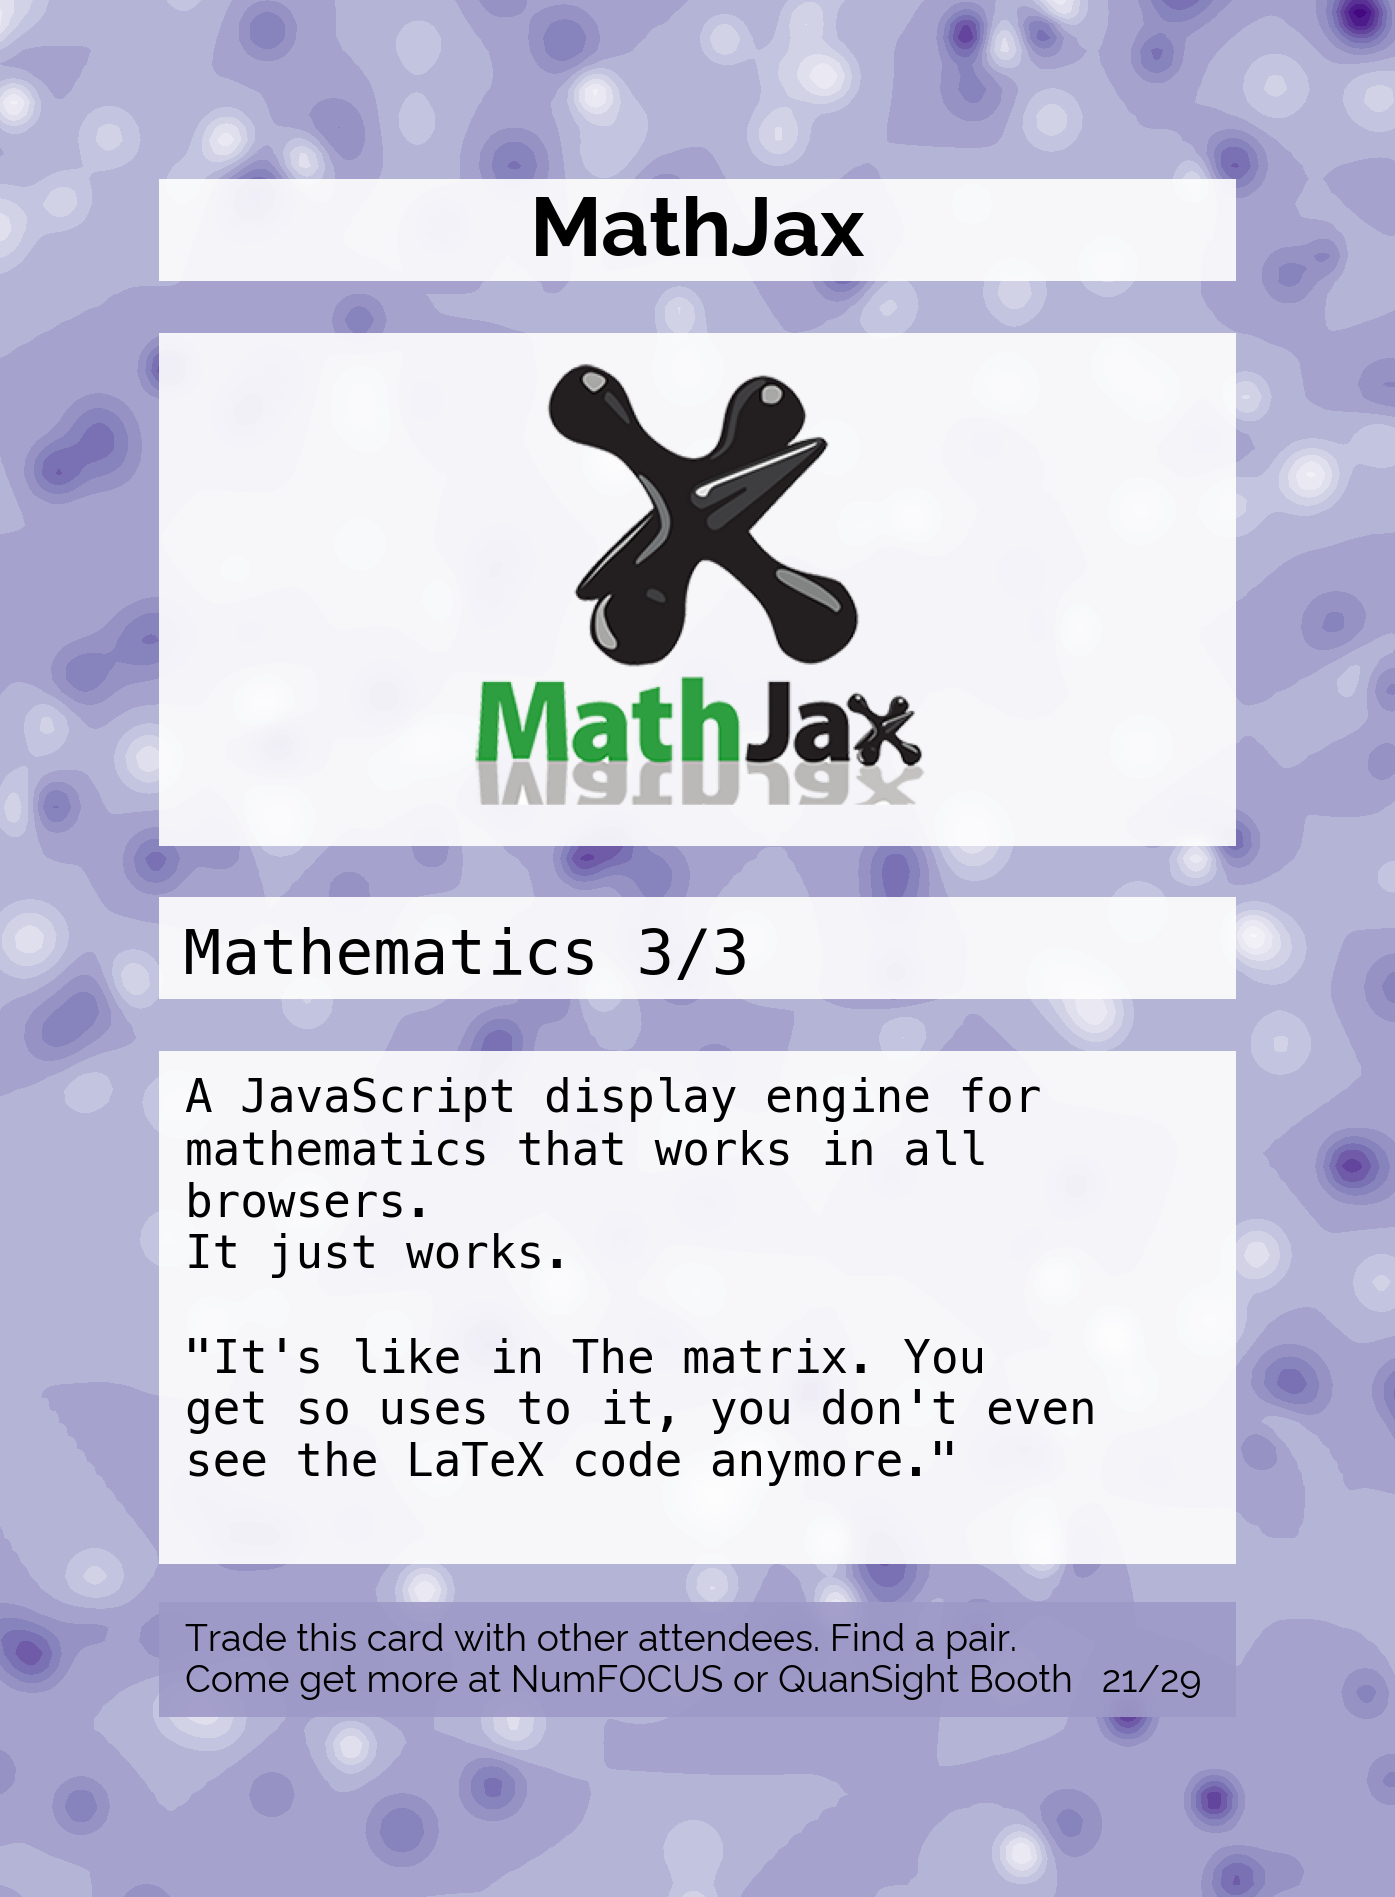 MathJax
MathJax
Mathematics 3/3
A JavaScript display engine for
mathematics that works in all
browsers.
It just works.
"It's like in The matrix. You
get so uses to it, you don't even
see the LaTeX code anymore."
Trade this card with other attendees. Find a pair.
Come get more at NumFOCUS or QuanSight Booth 21/29